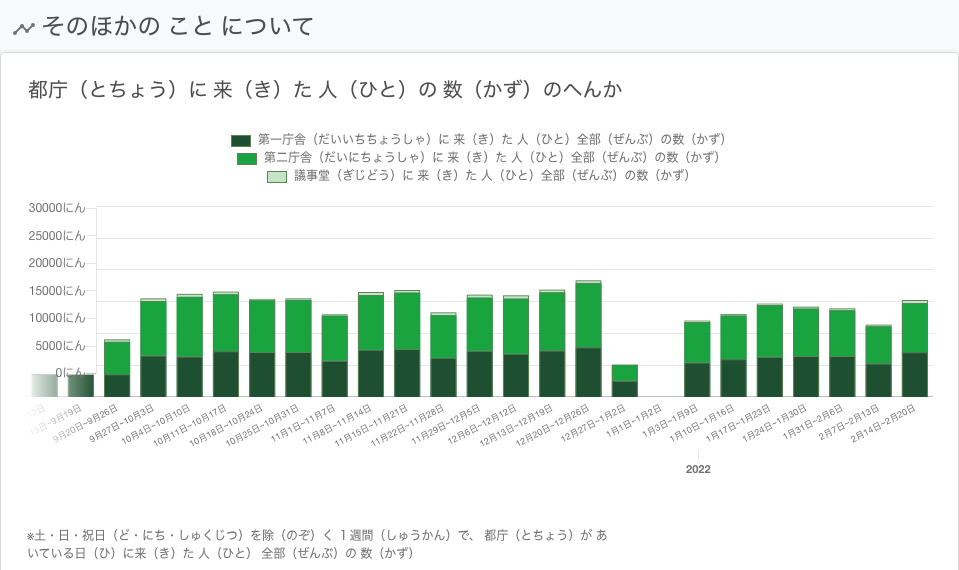 そのほかの こと について
都庁（とちょう）に 来（き）た 人（ひと）の 数（かず）のへんか
第一庁舎（だいいちちょうしゃ）に 来（き）た 人（ひと）全部（ぜんぶ）の数（かず）
第二庁舎（だいにちょうしゃ）に 来（き）た 人（ひと）全部（ぜんぶ）の数（かず）
議事堂（ぎじどう）に 来（き）た 人（ひと）全部（ぜんぶ）の数（かず）
30000にん
25000にん
20000にん
15000にん
10000にん
5000にん
0にん
13日~9月19日
9月20日~9月26日
9月27日~10月3日
10月4日~10月10日
10月11日~10月17日
10月18日~10月24日
10月25日~10月31日
11月1日~11月7日
11月8日~11月14日
11月15日~11月21日
11月22日~11月28日
11月29日~12月5日
12月6日~12月12日
12月13日~12月19日
12月20日~12月26日
12月27日~1月2日
1月1日~1月2日
1月3日~1月9日
1月10日~1月16日
1月17日~1月23日
1月24日~1月30日
1月31日~2月6日
2月7日~2月13日
2月14日~2月20日
2022
※土・日・祝日（ど・にち・しゅくじつ）を除（のぞ）く １週間（しゅうかん）で、 都庁（とちょう）が あ
いている日（ひ）に来（き）た 人（ひと） 全部（ぜんぶ）の 数（かず）